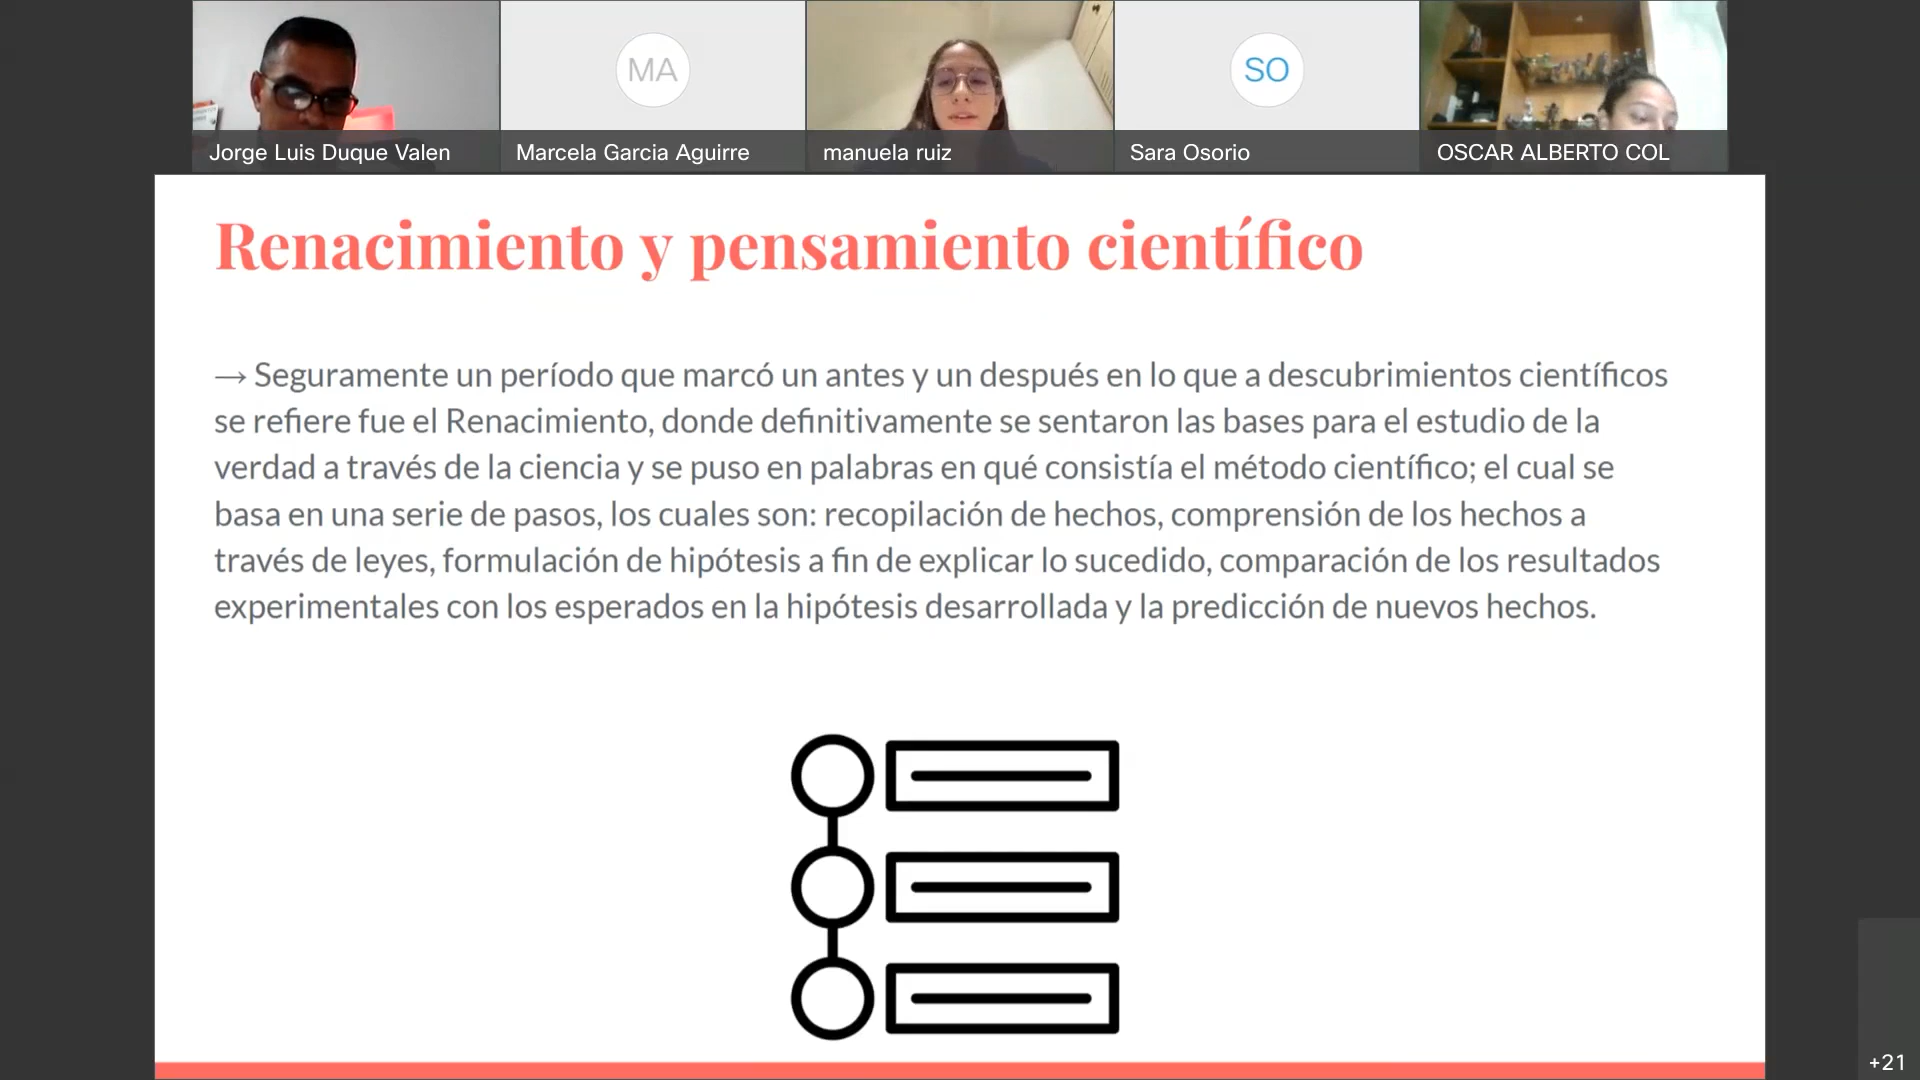 Jorge Luis Duque Valen
MA
Marcela Garcia Aguirre
manuela ruiz
SO
Sara Osorio
OSCAR ALBERTO COL
Renacimiento y pensamiento científico
→ Seguramente un período que marcó un antes y un después en lo que a descubrimientos científicos
se refiere fue el Renacimiento, donde definitivamente se sentaron las bases para el estudio de la
verdad a través de la ciencia y se puso en palabras en qué consistía el método científico; el cual se
basa en una serie de pasos, los cuales son: recopilación de hechos, comprensión de los hechos a
través de leyes, formulación de hipótesis a fin de explicar lo sucedido, comparación de los resultados
experimentales con los esperados en la hipótesis desarrollada y la predicción de nuevos hechos.
+21